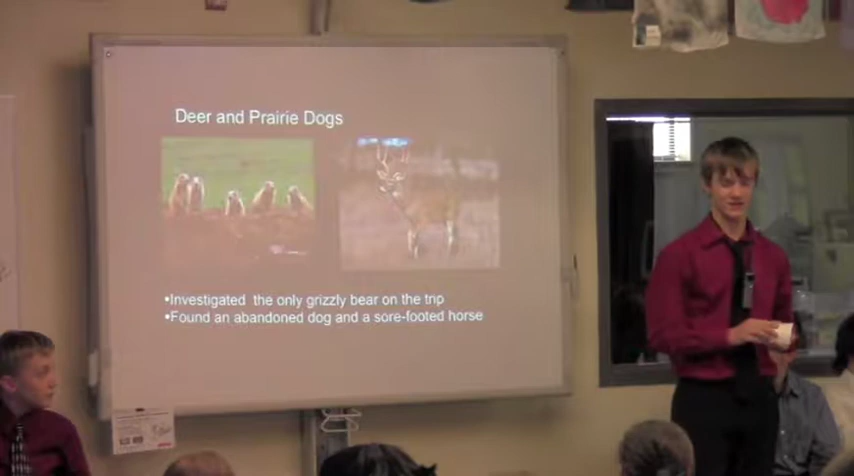 Deer and Prairie Dogs
•Investigated the only grizzly bear on the trip
•Found an abandoned dog and a sore-footed horse